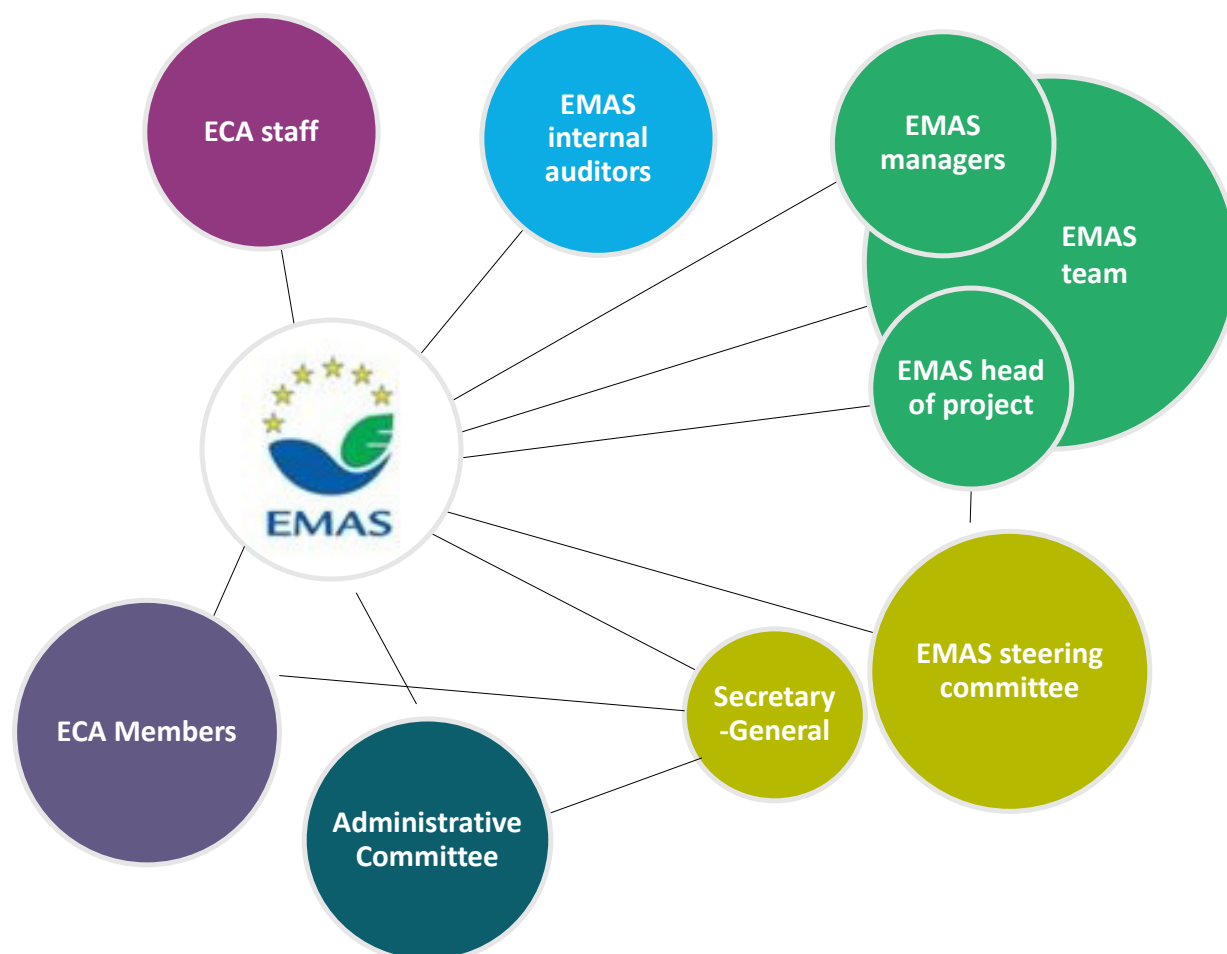 ECA staff
EMAS
internal
auditors
EMAS
managers
EMAS
team
EMAS head
of project
EMAS
EMAS steering
committee
Secretary
-General
ECA Members
Administrative
Committee